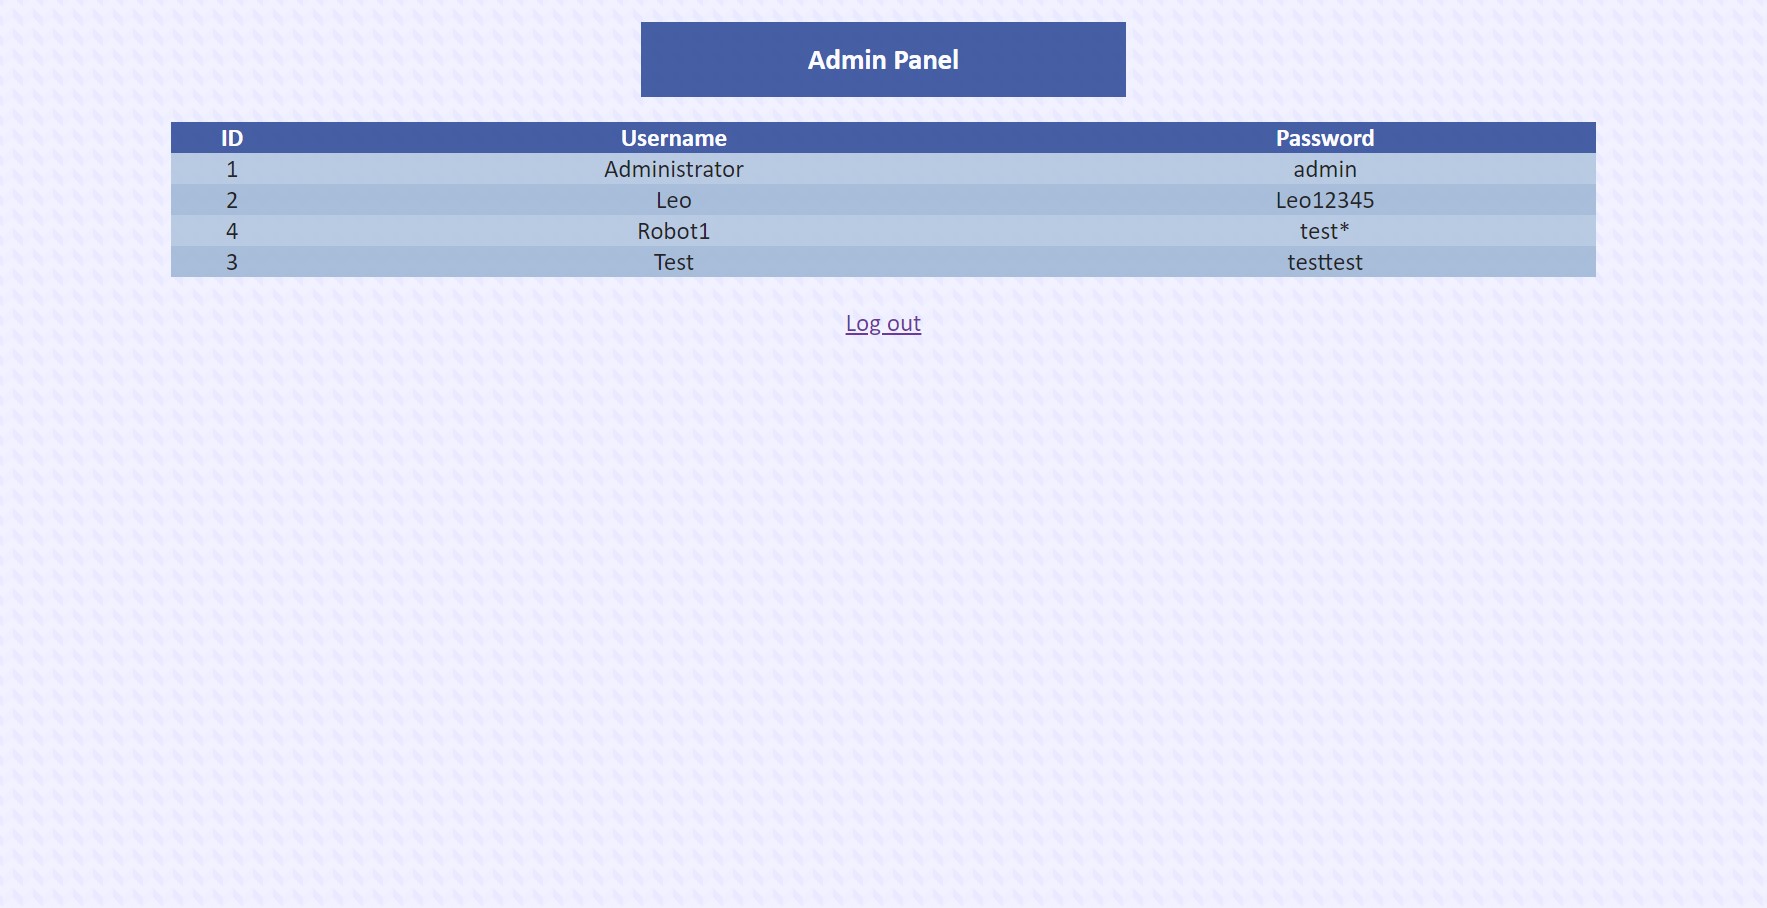 Admin Panel
ID Username Password
1 Administrator admin
2 Leo Leo12345
4 Robot1 test*
3 Test testtest
Log out